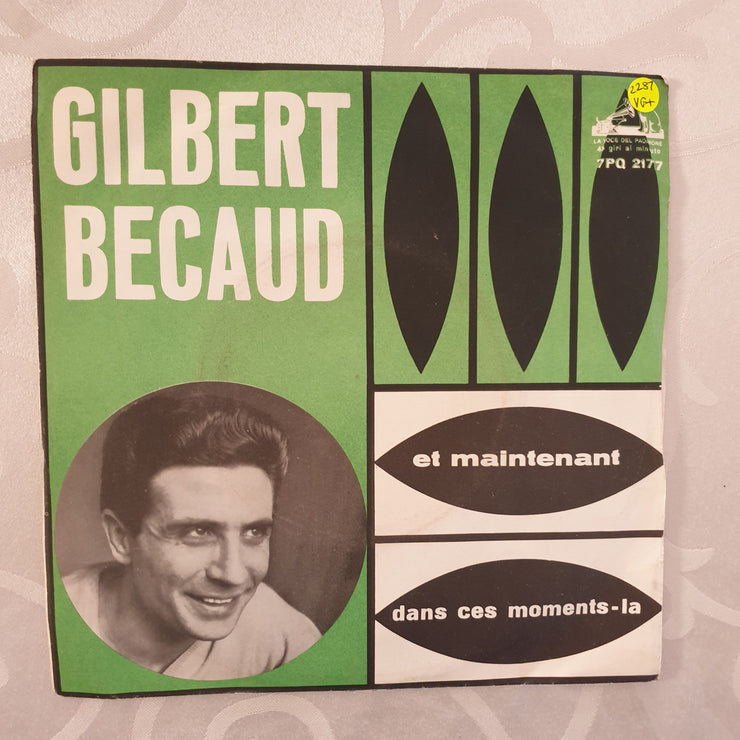 GILBERT
BECAUD
2287
VG+
LA VOCE DEL PADRONE
45 giri al minuto
7PQ 2177
et maintenant
dans ces moments-la